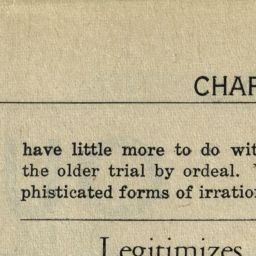 CHAP
have little more to do wit
the older trial by ordeal.
phisticated forms of irratio
Legitimizes